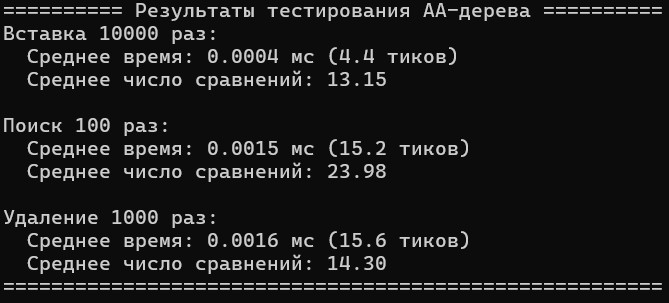 ========== Результаты тестирования АА-дерева ==========
Вставка 10000 раз:
  Среднее время: 0.0004 мс (4.4 тиков)
  Среднее число сравнений: 13.15

Поиск 100 раз:
  Среднее время: 0.0015 мс (15.2 тиков)
  Среднее число сравнений: 23.98

Удаление 1000 раз:
  Среднее время: 0.0016 мс (15.6 тиков)
  Среднее число сравнений: 14.30
=======================================================